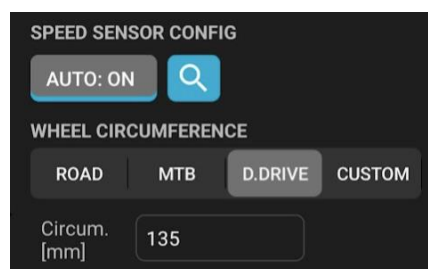 SPEED SENSOR CONFIG
AUTO: ON
WHEEL CIRCUMFERENCE
ROAD MTB D.DRIVE CUSTOM
Circum.
[mm]
135